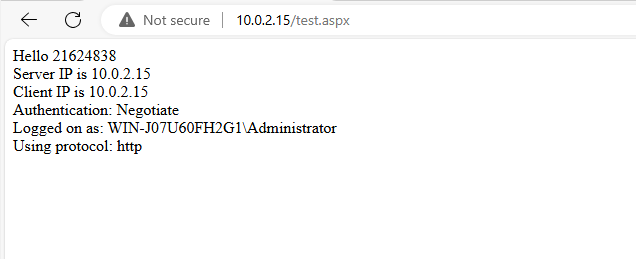 Not secure | 10.0.2.15/test.aspx
Hello 21624838
Server IP is 10.0.2.15
Client IP is 10.0.2.15
Authentication: Negotiate
Logged on as: WIN-J07U60FH2G1\Administrator
Using protocol: http